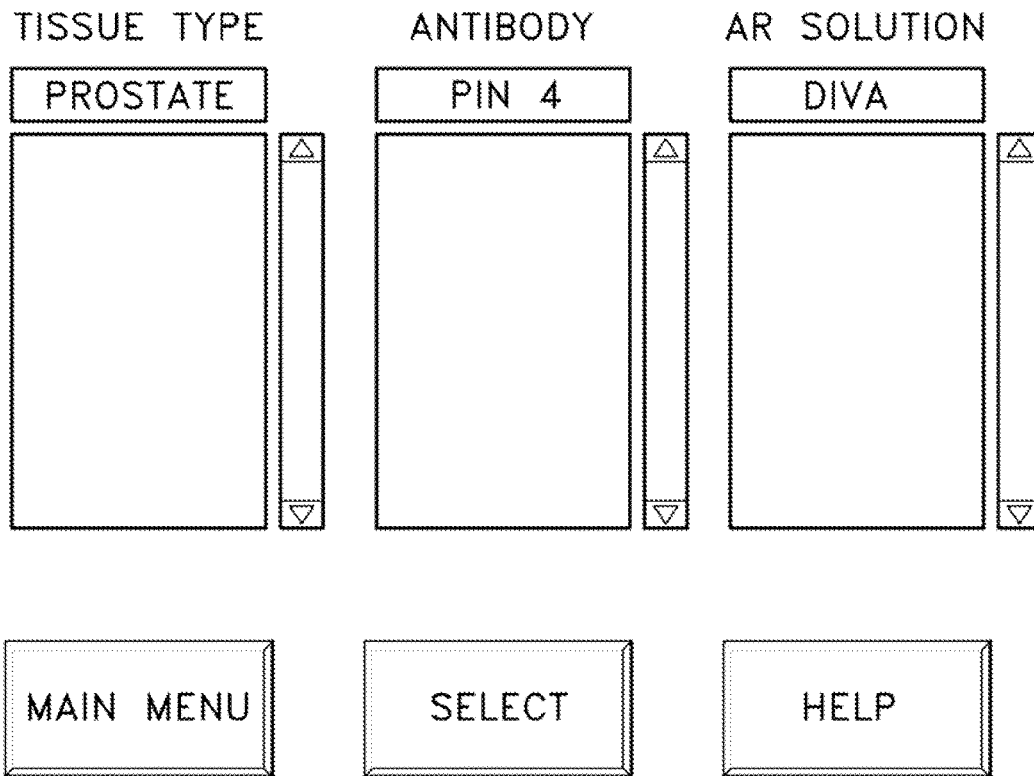 TISSUE TYPE ANTIBODY AR SOLUTION
PROSTATE PIN 4 DIVA
MAIN MENU SELECT HELP